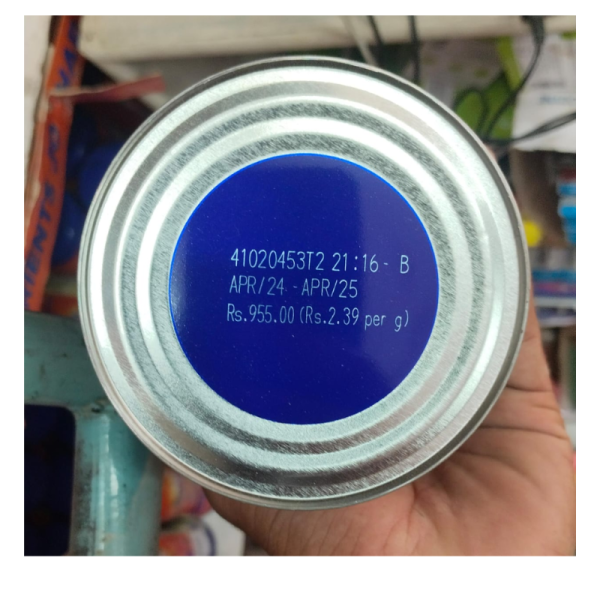 41020453T2 21:16 - B
APR/24 - APR/25
Rs.955.00 (Rs.2.39 per g)